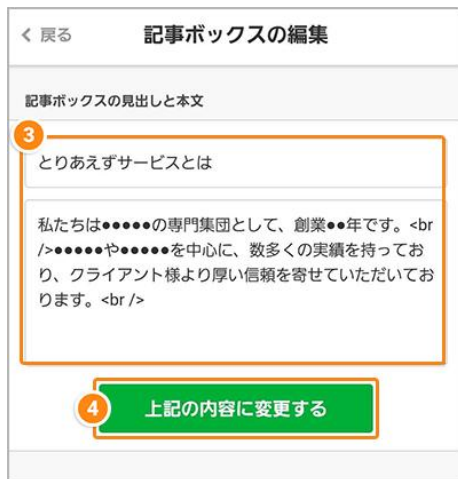 戻る 記事ボックスの編集
記事ボックスの見出しと本文
3
とりあえずサービスとは
私たちは●●●●●の専門集団として、創業●●年です。<br
/>●●●●●や●●●●●を中心に、数多くの実績を持ってお
り、クライアント様より厚い信頼を寄せていただいてお
ります。<br />
4 上記の内容に変更する